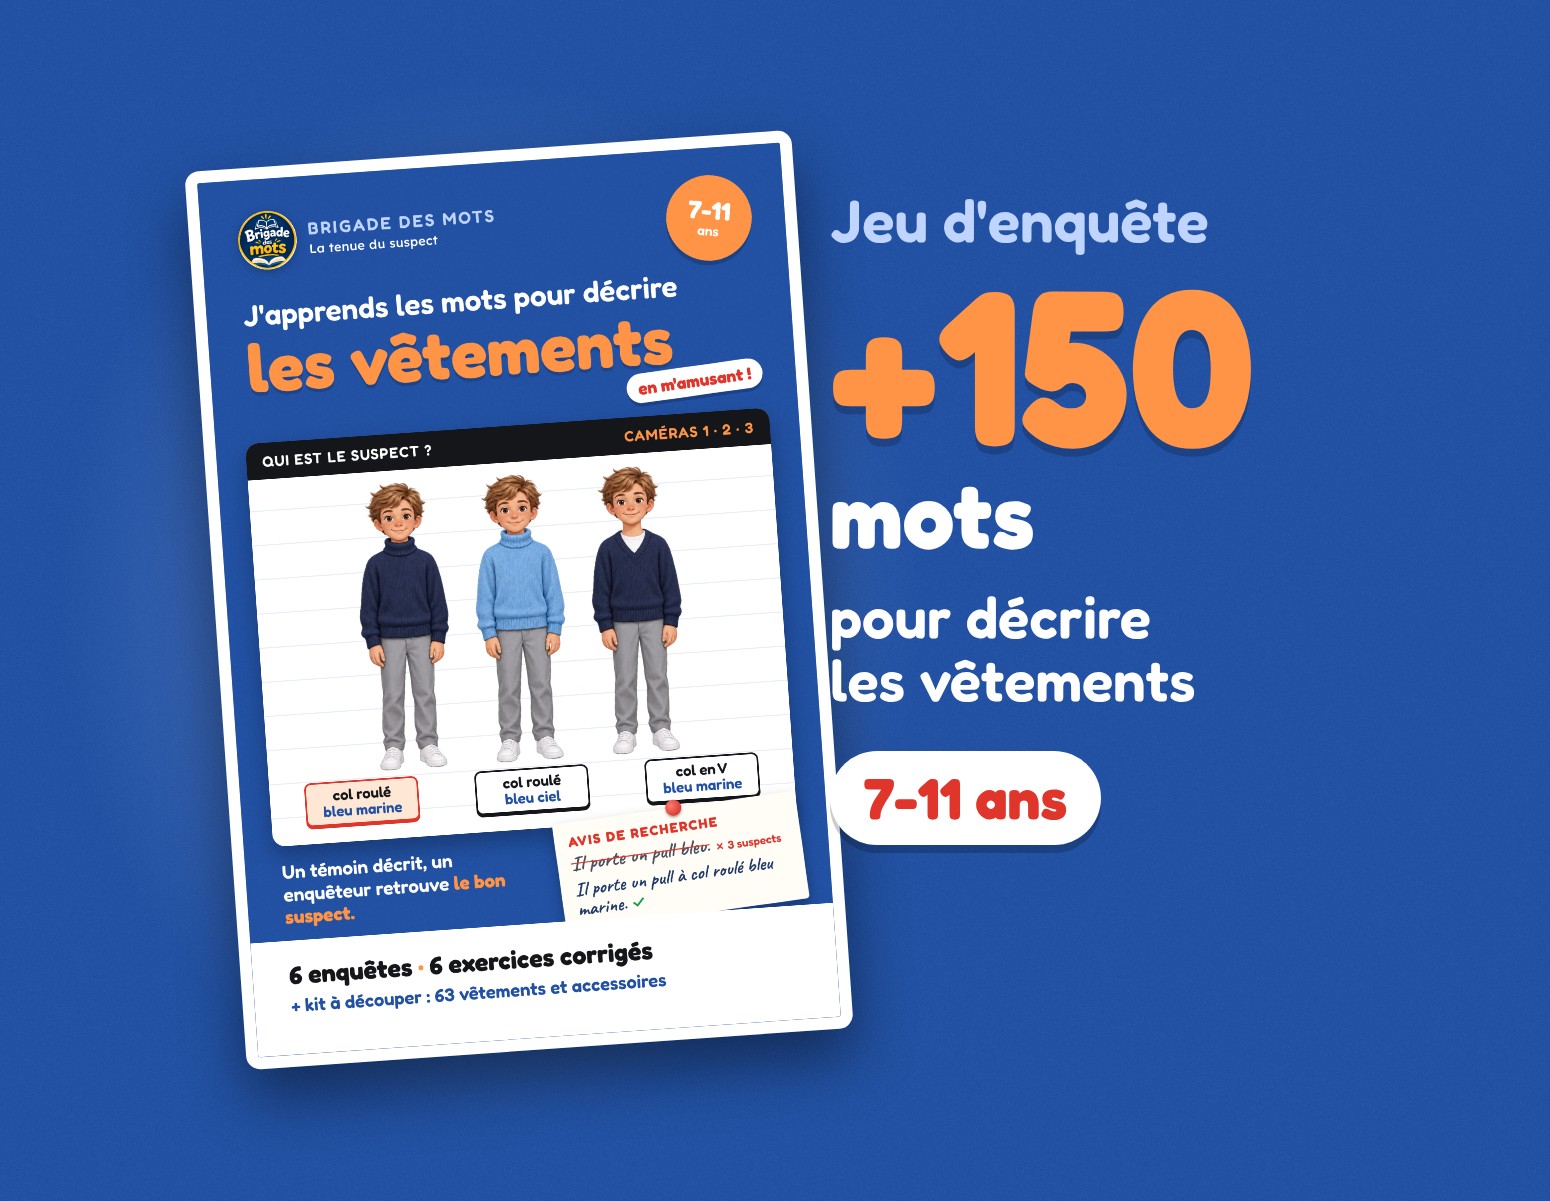 Brigade
des
mots
BRIGADE DES MOTS
La tenue du suspect
7-11
ans
J'apprends les mots pour décrire
les vêtements
en m'amusant !
QUI EST LE SUSPECT ?
CAMÉRAS 1 · 2 · 3
col roulé
bleu marine
col roulé
bleu ciel
col en V
bleu marine
Un témoin décrit, un
enquêteur retrouve le bon
suspect.
AVIS DE RECHERCHE
Il porte un pull bleu. × 3 suspects
Il porte un pull à col roulé bleu
marine. ✓
6 enquêtes · 6 exercices corrigés
+ kit à découper : 63 vêtements et accessoires
Jeu d'enquête
+150
mots
pour décrire
les vêtements
7-11 ans